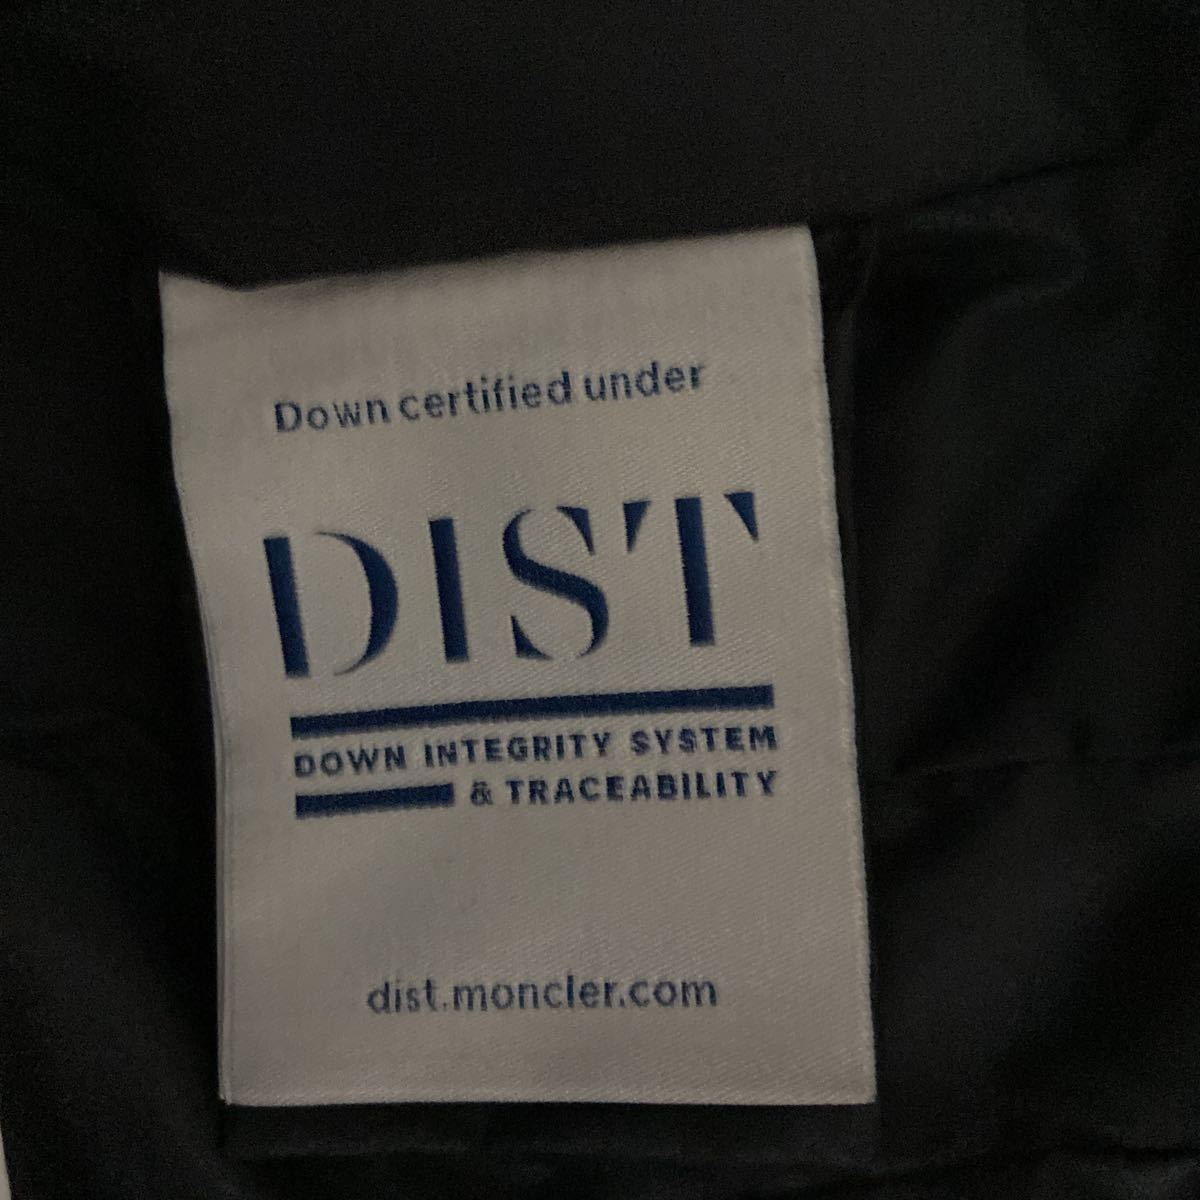 Down certified under
DIST
DOWN INTEGRITY SYSTEM
& TRACEABILITY
dist.moncler.com